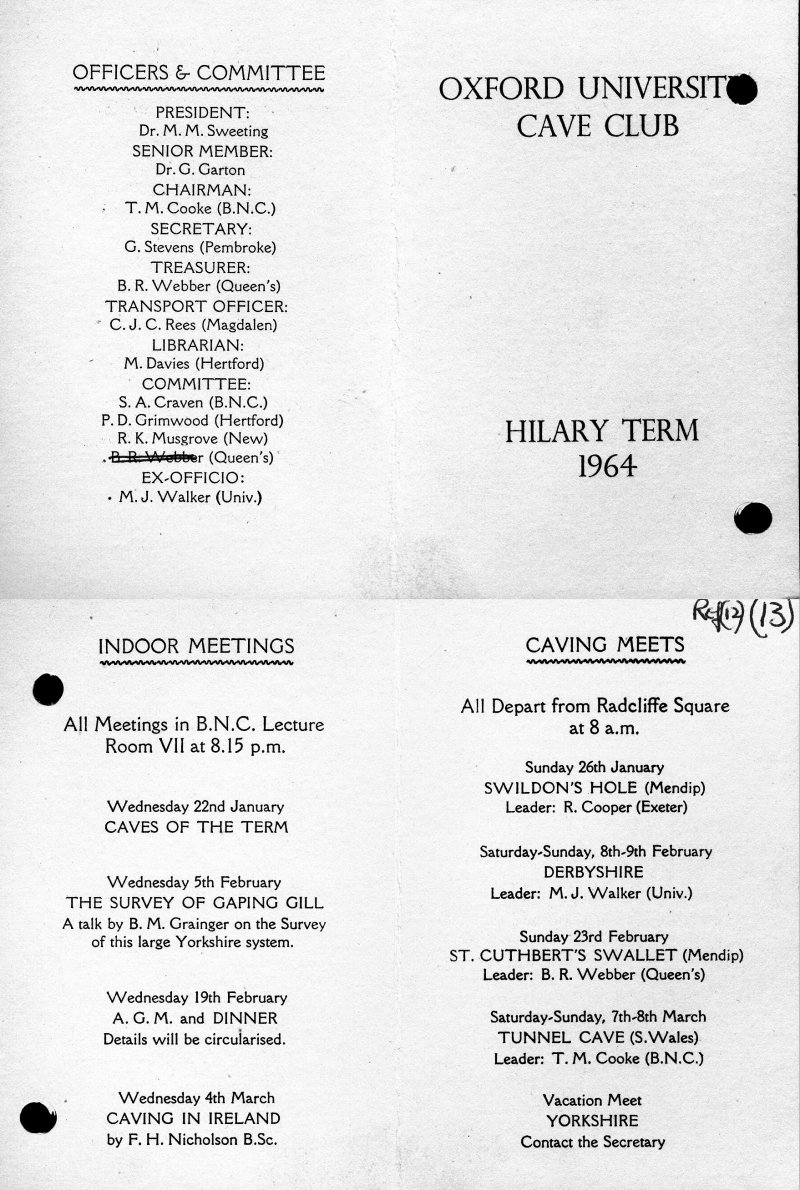 OFFICERS & COMMITTEE
PRESIDENT:
Dr. M. M. Sweeting
SENIOR MEMBER:
Dr. G. Garton
CHAIRMAN:
T. M. Cooke (B.N.C.)
SECRETARY:
G. Stevens (Pembroke)
TREASURER:
B. R. Webber (Queen's)
TRANSPORT OFFICER:
C. J. C. Rees (Magdalen)
LIBRARIAN:
M. Davies (Hertford)
COMMITTEE:
S. A. Craven (B.N.C.)
P. D. Grimwood (Hertford)
R. K. Musgrove (New)
B. R. Webber (Queen's)
EX-OFFICIO:
M. J. Walker (Univ.)
OXFORD UNIVERSITY
CAVE CLUB
HILARY TERM
1964
INDOOR MEETINGS
All Meetings in B.N.C. Lecture
Room VII at 8.15 p.m.
Wednesday 22nd January
CAVES OF THE TERM
Wednesday 5th February
THE SURVEY OF GAPING GILL
A talk by B. M. Grainger on the Survey
of this large Yorkshire system.
Wednesday 19th February
A. G. M. and DINNER
Details will be circularised.
Wednesday 4th March
CAVING IN IRELAND
by F. H. Nicholson B.Sc.
Ref(12) (13)
CAVING MEETS
All Depart from Radcliffe Square
at 8 a.m.
Sunday 26th January
SWILDON'S HOLE (Mendip)
Leader: R. Cooper (Exeter)
Saturday-Sunday, 8th-9th February
DERBYSHIRE
Leader: M. J. Walker (Univ.)
Sunday 23rd February
ST. CUTHBERT'S SWALLET (Mendip)
Leader: B. R. Webber (Queen's)
Saturday-Sunday, 7th-8th March
TUNNEL CAVE (S.Wales)
Leader: T. M. Cooke (B.N.C.)
Vacation Meet
YORKSHIRE
Contact the Secretary